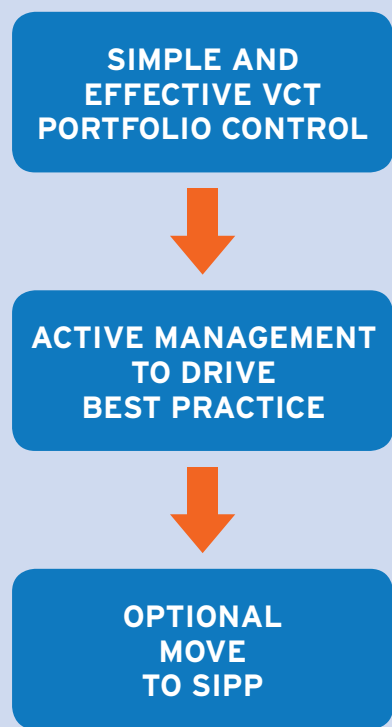 SIMPLE AND
EFFECTIVE VCT
PORTFOLIO CONTROL
ACTIVE MANAGEMENT
TO DRIVE
BEST PRACTICE
OPTIONAL
MOVE
TO SIPP